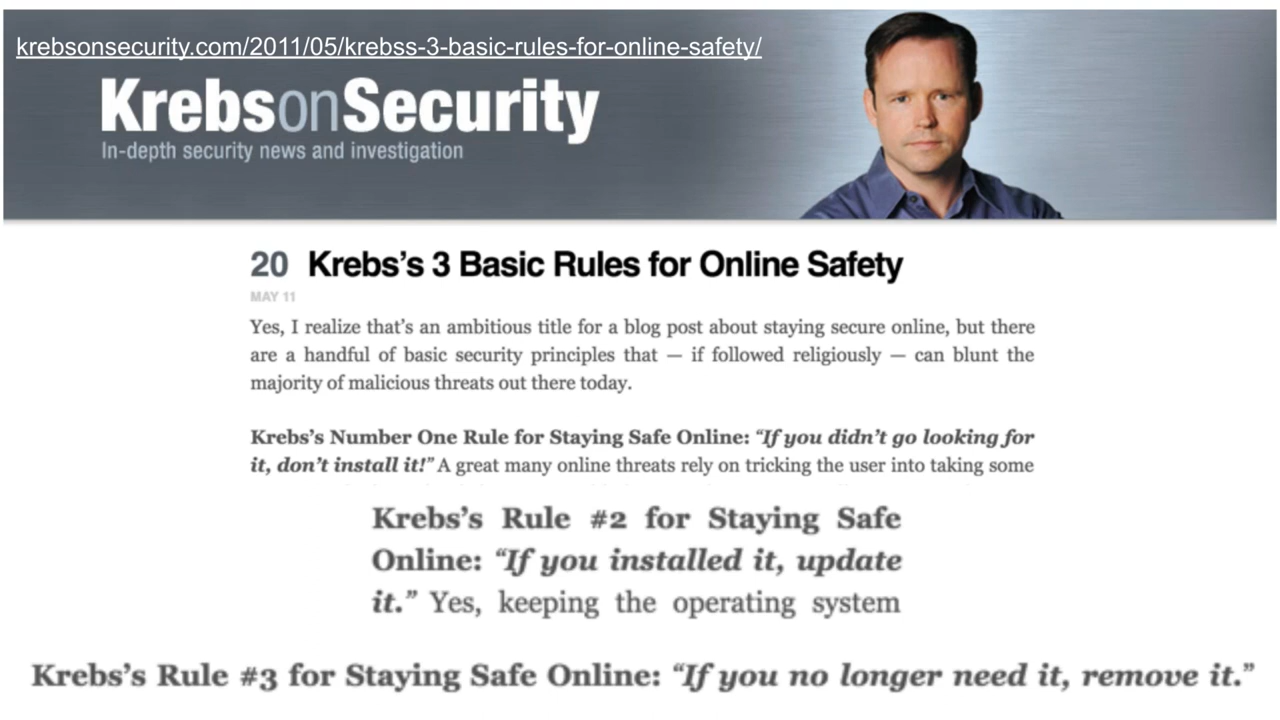 krebsonsecurity.com/2011/05/krebss-3-basic-rules-for-online-safety/
KrebsonSecurity
In-depth security news and investigation
20 Krebs’s 3 Basic Rules for Online Safety
MAY 11
Yes, I realize that’s an ambitious title for a blog post about staying secure online, but there
are a handful of basic security principles that — if followed religiously — can blunt the
majority of malicious threats out there today.
Krebs’s Number One Rule for Staying Safe Online: “If you didn’t go looking for
it, don’t install it!” A great many online threats rely on tricking the user into taking some
Krebs’s Rule #2 for Staying Safe
Online: “If you installed it, update
it.” Yes, keeping the operating system
Krebs’s Rule #3 for Staying Safe Online: “If you no longer need it, remove it.”